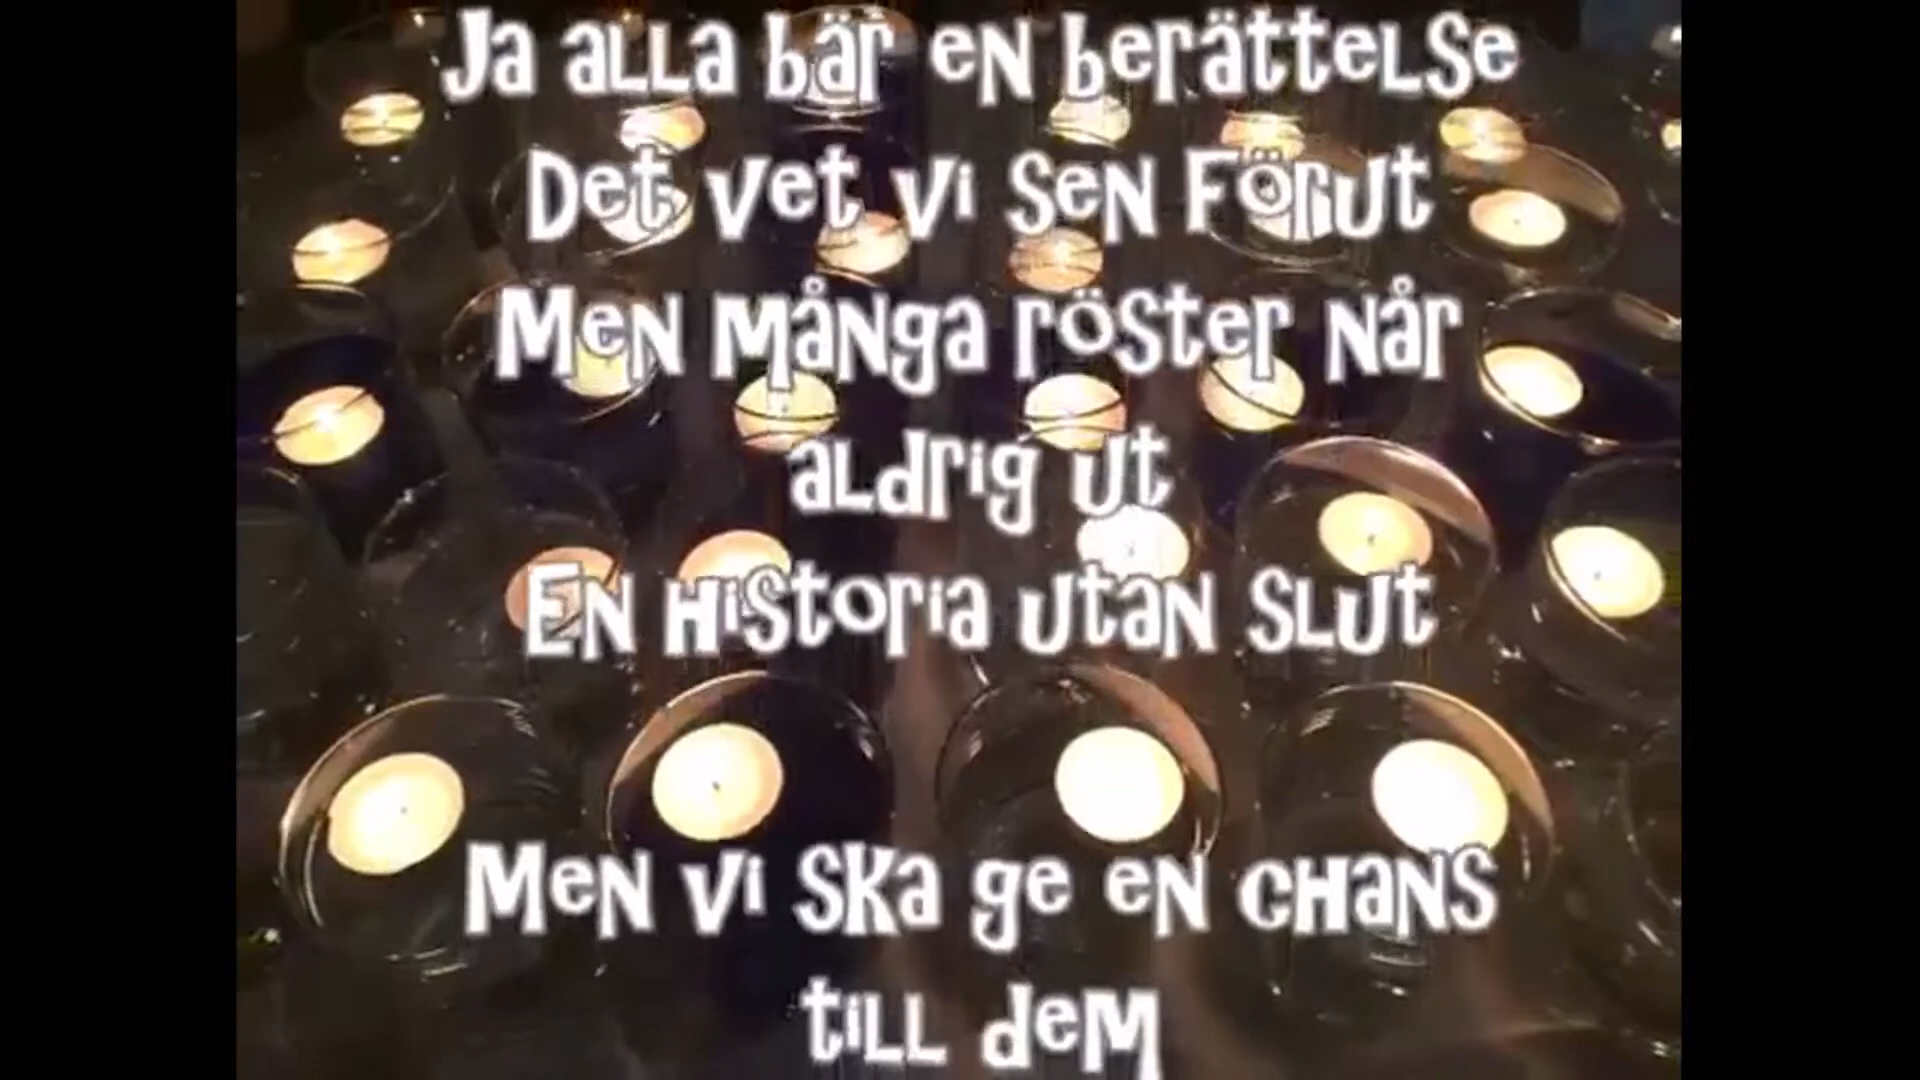 Ja alla bär en berättelse
Det vet vi sen förut
Men många röster når
aldrig ut
En historia utan slut
Men vi ska ge en chans
till dem